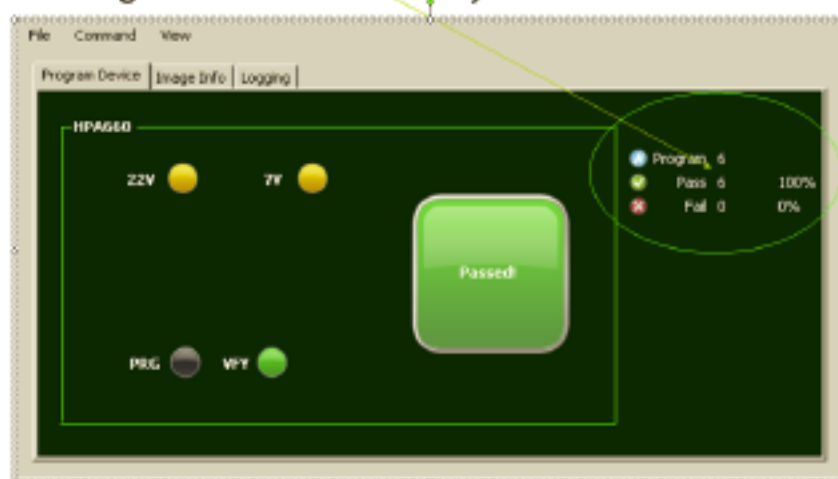 File Command View
Program Device Image Info Logging
HPA660
22V 7V
Program 6
Pass 6 100%
Fail 0 0%
Passed!
PRG VFY